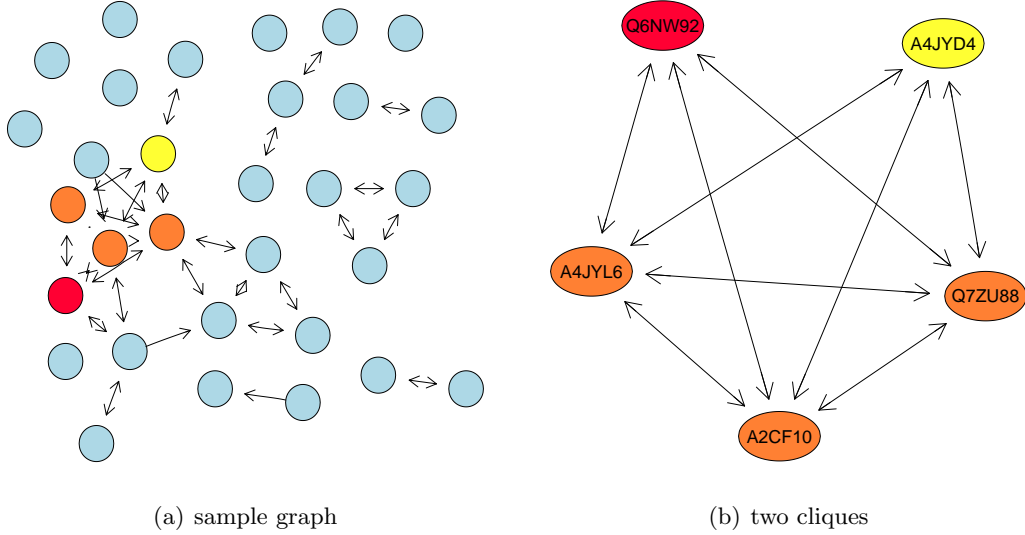 Q6NW92
A4JYD4
A4JYL6
Q7ZU88
A2CF10
(a) sample graph
(b) two cliques